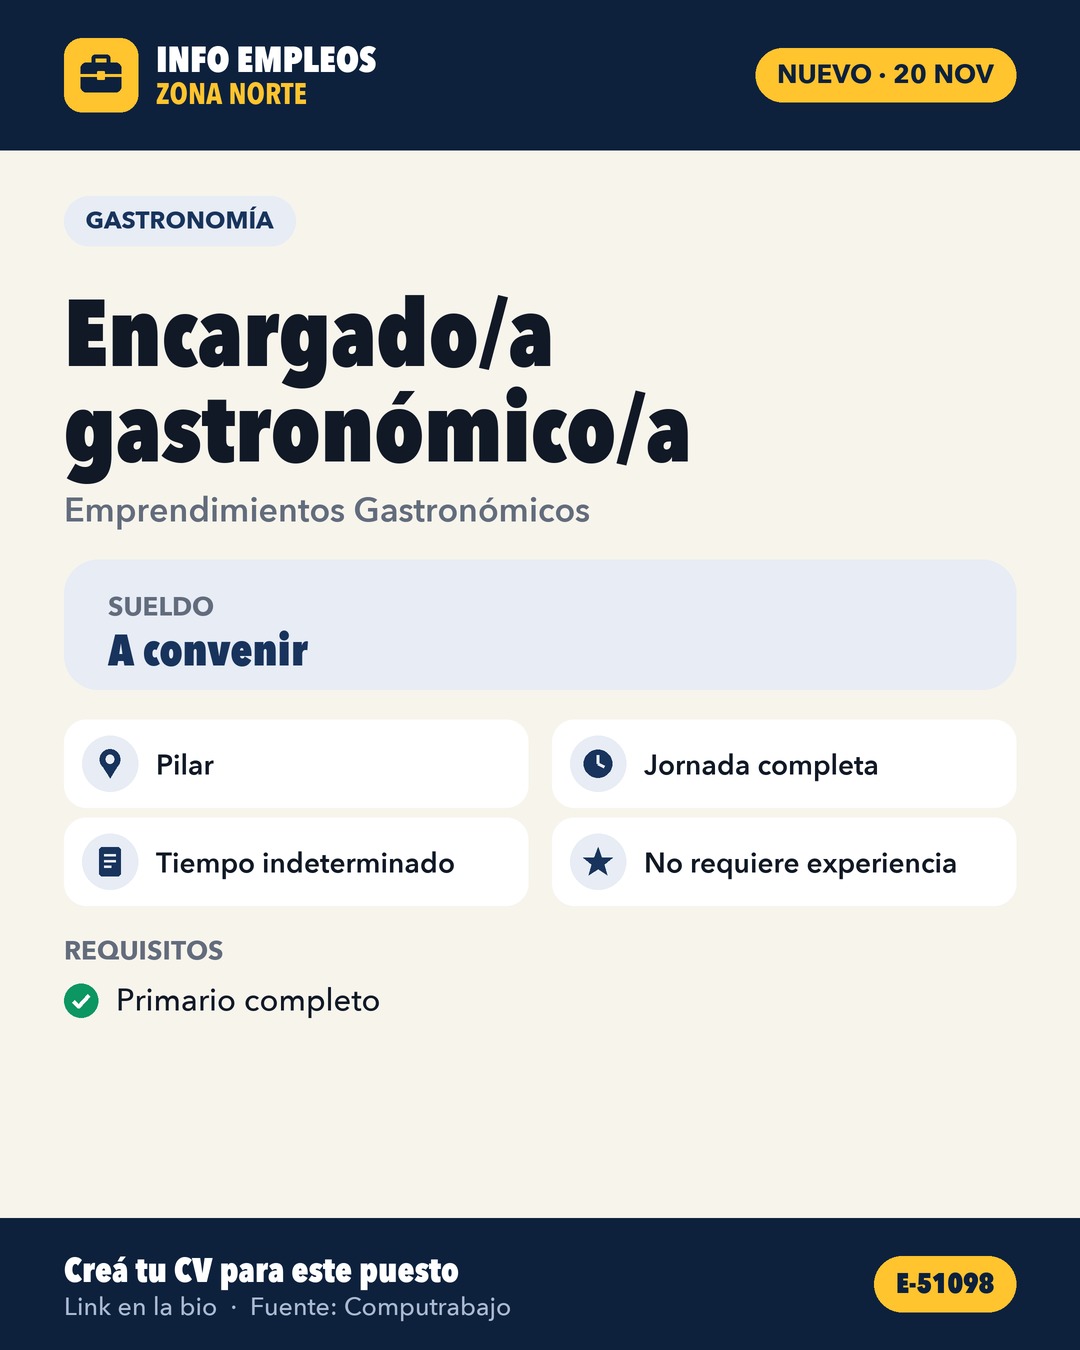 INFO EMPLEOS
ZONA NORTE
NUEVO · 20 NOV
GASTRONOMÍA
Encargado/a
gastronómico/a
Emprendimientos Gastronómicos
SUELDO
A convenir
Pilar
Jornada completa
Tiempo indeterminado
No requiere experiencia
REQUISITOS
Primario completo
Creá tu CV para este puesto
Link en la bio · Fuente: Computrabajo
E-51098